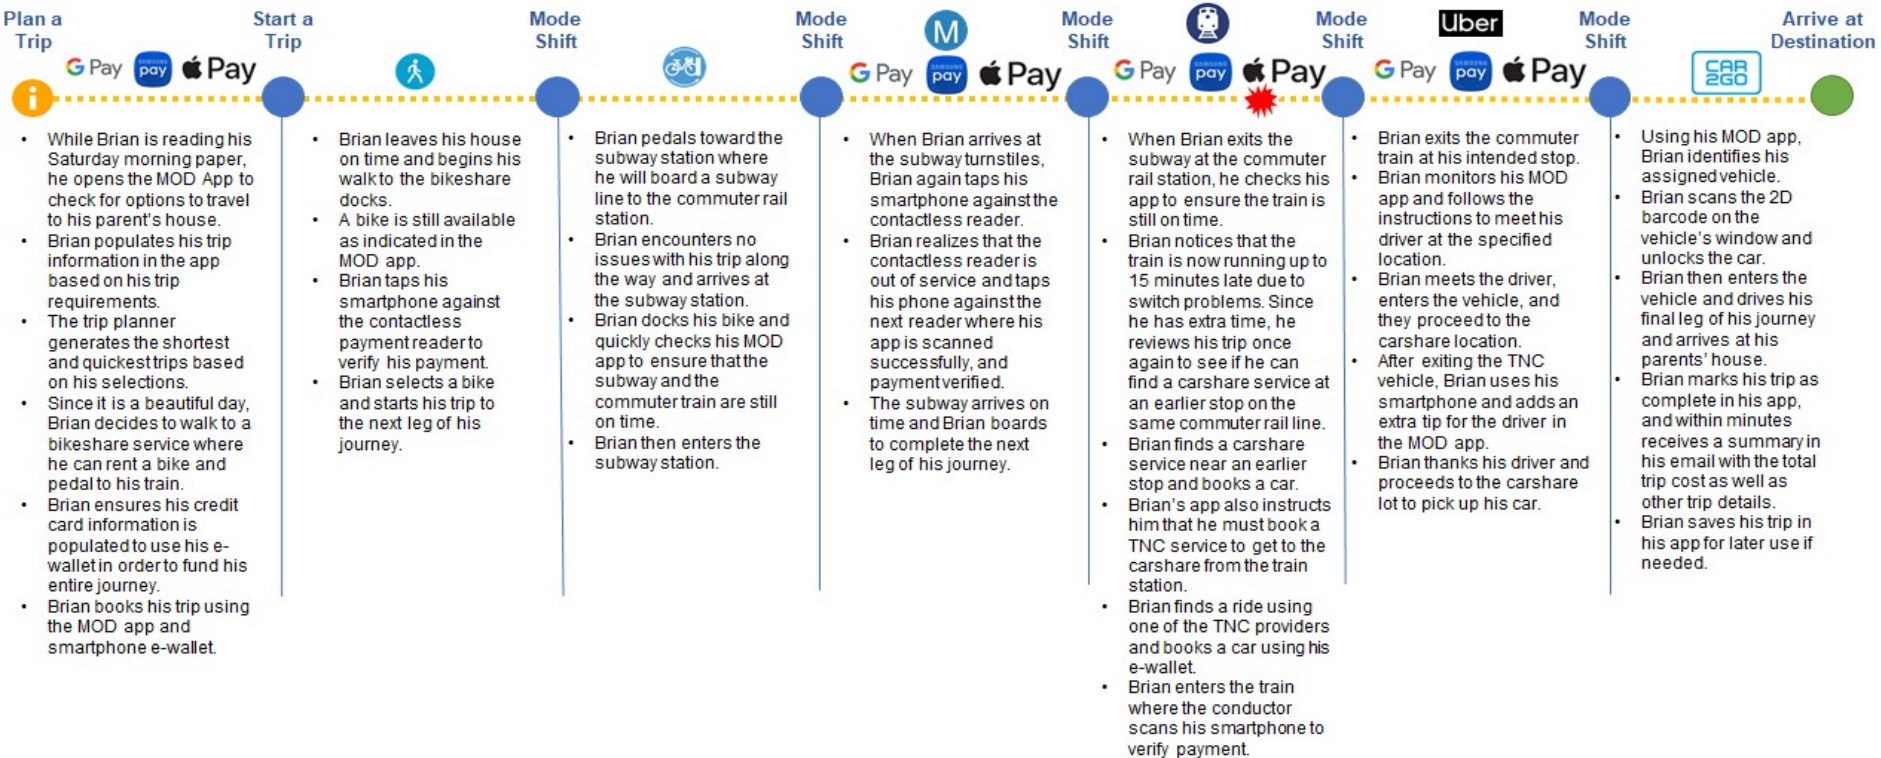 Plan a
Trip
G Pay
SAMSUNG
pay
Pay
Start a
Trip
Mode
Shift
Mode
Shift
M
G Pay
SAMSUNG
pay
Pay
Mode
Shift
G Pay
SAMSUNG
pay
Pay
Mode
Shift
Uber
G Pay
SAMSUNG
pay
Pay
Mode
Shift
CAR
2GO
Arrive at
Destination
i
• While Brian is reading his
Saturday morning paper,
he opens the MOD App to
check for options to travel
to his parent's house.
• Brian populates his trip
information in the app
based on his trip
requirements.
• The trip planner
generates the shortest
and quickest trips based
on his selections.
• Since it is a beautiful day,
Brian decides to walk to a
bikeshare service where
he can rent a bike and
pedal to his train.
• Brian ensures his credit
card information is
populated to use his e-
wallet in order to fund his
entire journey.
• Brian books his trip using
the MOD app and
smartphone e-wallet.
• Brian leaves his house
on time and begins his
walk to the bikeshare
docks.
• A bike is still available
as indicated in the
MOD app.
• Brian taps his
smartphone against
the contactless
payment reader to
verify his payment.
• Brian selects a bike
and starts his trip to
the next leg of his
journey.
• Brian pedals toward the
subway station where
he will board a subway
line to the commuter rail
station.
• Brian encounters no
issues with his trip along
the way and arrives at
the subway station.
• Brian docks his bike and
quickly checks his MOD
app to ensure that the
subway and the
commuter train are still
on time.
• Brian then enters the
subway station.
• When Brian arrives at
the subway turnstiles,
Brian again taps his
smartphone against the
contactless reader.
• Brian realizes that the
contactless reader is
out of service and taps
his phone against the
next reader where his
app is scanned
successfully, and
payment verified.
• The subway arrives on
time and Brian boards
to complete the next
leg of his journey.
• When Brian exits the
subway at the commuter
rail station, he checks his
app to ensure the train is
still on time.
• Brian notices that the
train is now running up to
15 minutes late due to
switch problems. Since
he has extra time, he
reviews his trip once
again to see if he can
find a carshare service at
an earlier stop on the
same commuter rail line.
• Brian finds a carshare
service near an earlier
stop and books a car.
• Brian's app also instructs
him that he must book a
TNC service to get to the
carshare from the train
station.
• Brian finds a ride using
one of the TNC providers
and books a car using his
e-wallet.
• Brian enters the train
where the conductor
scans his smartphone to
verify payment.
• Brian exits the commuter
train at his intended stop.
• Brian monitors his MOD
app and follows the
instructions to meet his
driver at the specified
location.
• Brian meets the driver,
enters the vehicle, and
they proceed to the
carshare location.
• After exiting the TNC
vehicle, Brian uses his
smartphone and adds an
extra tip for the driver in
the MOD app.
• Brian thanks his driver and
proceeds to the carshare
lot to pick up his car.
• Using his MOD app,
Brian identifies his
assigned vehicle.
• Brian scans the 2D
barcode on the
vehicle's window and
unlocks the car.
• Brian then enters the
vehicle and drives his
final leg of his journey
and arrives at his
parents' house.
• Brian marks his trip as
complete in his app,
and within minutes
receives a summary in
his email with the total
trip cost as well as
other trip details.
• Brian saves his trip in
his app for later use if
needed.